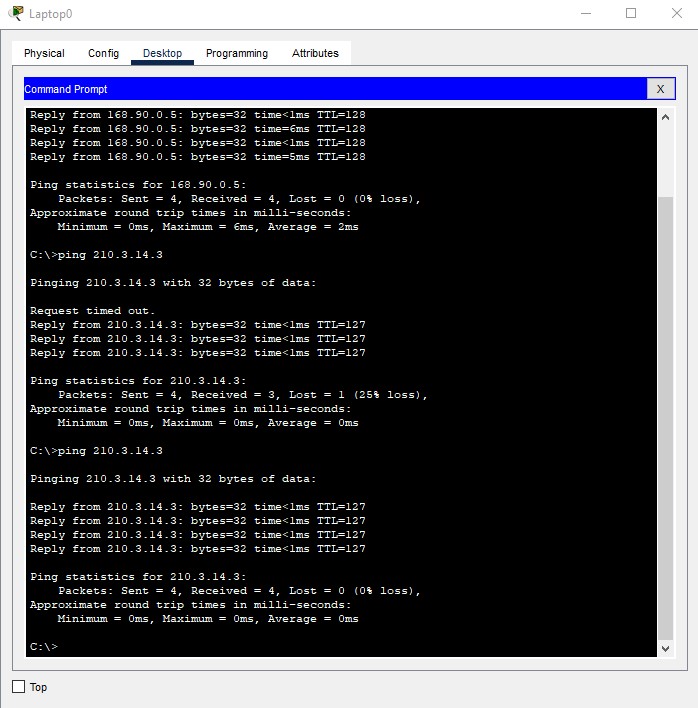 Laptop0
Physical Config Desktop Programming Attributes
Command Prompt X
Reply from 168.90.0.5: bytes=32 time<1ms TTL=128
Reply from 168.90.0.5: bytes=32 time=6ms TTL=128
Reply from 168.90.0.5: bytes=32 time<1ms TTL=128
Reply from 168.90.0.5: bytes=32 time=5ms TTL=128
Ping statistics for 168.90.0.5:
Packets: Sent = 4, Received = 4, Lost = 0 (0% loss),
Approximate round trip times in milli-seconds:
Minimum = 0ms, Maximum = 6ms, Average = 2ms
C:\>ping 210.3.14.3
Pinging 210.3.14.3 with 32 bytes of data:
Request timed out.
Reply from 210.3.14.3: bytes=32 time<1ms TTL=127
Reply from 210.3.14.3: bytes=32 time<1ms TTL=127
Reply from 210.3.14.3: bytes=32 time<1ms TTL=127
Ping statistics for 210.3.14.3:
Packets: Sent = 4, Received = 3, Lost = 1 (25% loss),
Approximate round trip times in milli-seconds:
Minimum = 0ms, Maximum = 0ms, Average = 0ms
C:\>ping 210.3.14.3
Pinging 210.3.14.3 with 32 bytes of data:
Reply from 210.3.14.3: bytes=32 time<1ms TTL=127
Reply from 210.3.14.3: bytes=32 time<1ms TTL=127
Reply from 210.3.14.3: bytes=32 time<1ms TTL=127
Reply from 210.3.14.3: bytes=32 time<1ms TTL=127
Ping statistics for 210.3.14.3:
Packets: Sent = 4, Received = 4, Lost = 0 (0% loss),
Approximate round trip times in milli-seconds:
Minimum = 0ms, Maximum = 0ms, Average = 0ms
C:\>
Top